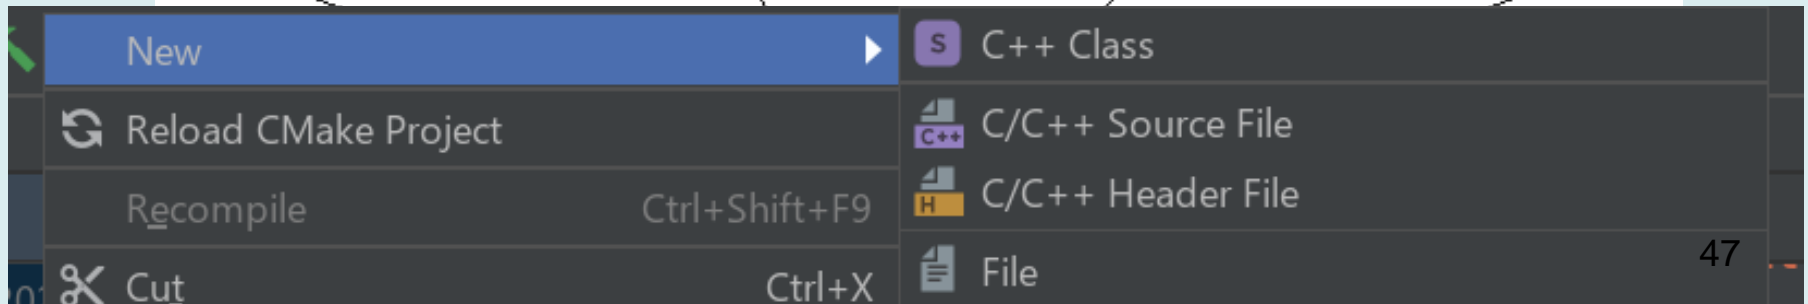 New
Reload CMake Project
Recompile Ctrl+Shift+F9
Cut Ctrl+X
S C++ Class
C++ C/C++ Source File
H C/C++ Header File
File
47